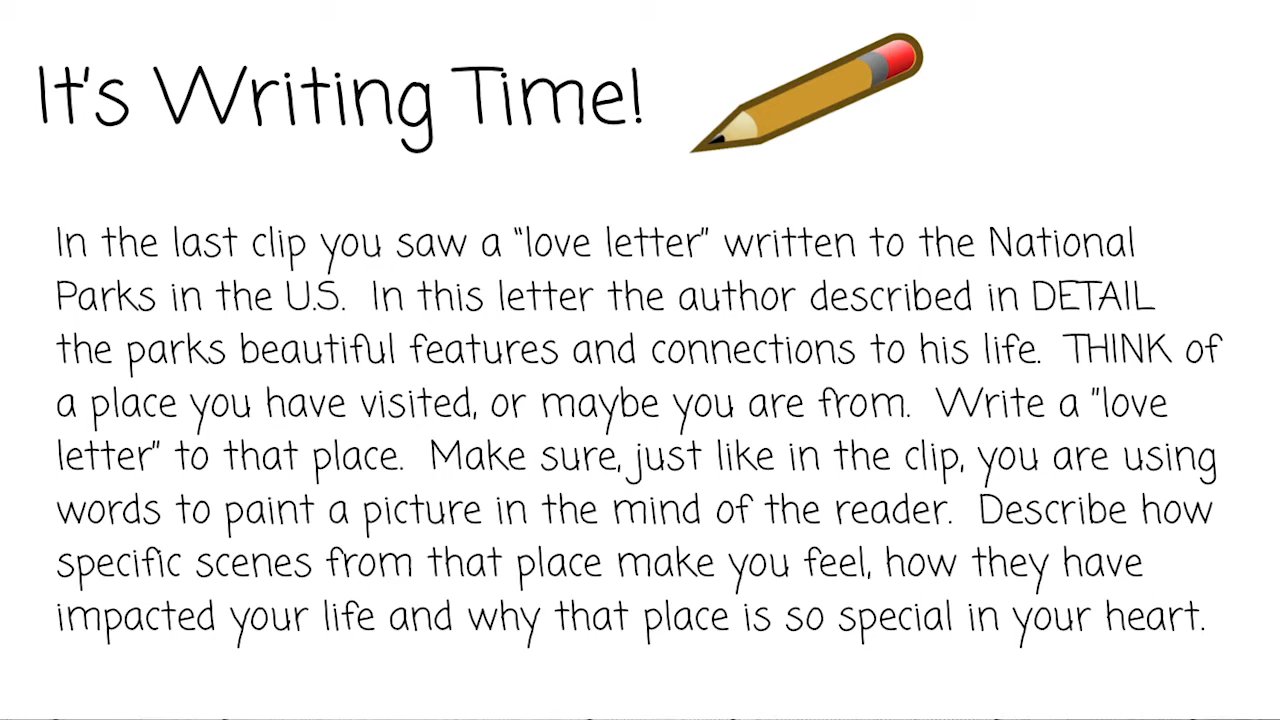 It's Writing Time!
In the last clip you saw a "love letter" written to the National
Parks in the U.S.  In this letter the author described in DETAIL
the parks beautiful features and connections to his life.  THINK of
a place you have visited, or maybe you are from.  Write a "love
letter" to that place.  Make sure, just like in the clip, you are using
words to paint a picture in the mind of the reader.  Describe how
specific scenes from that place make you feel, how they have
impacted your life and why that place is so special in your heart.